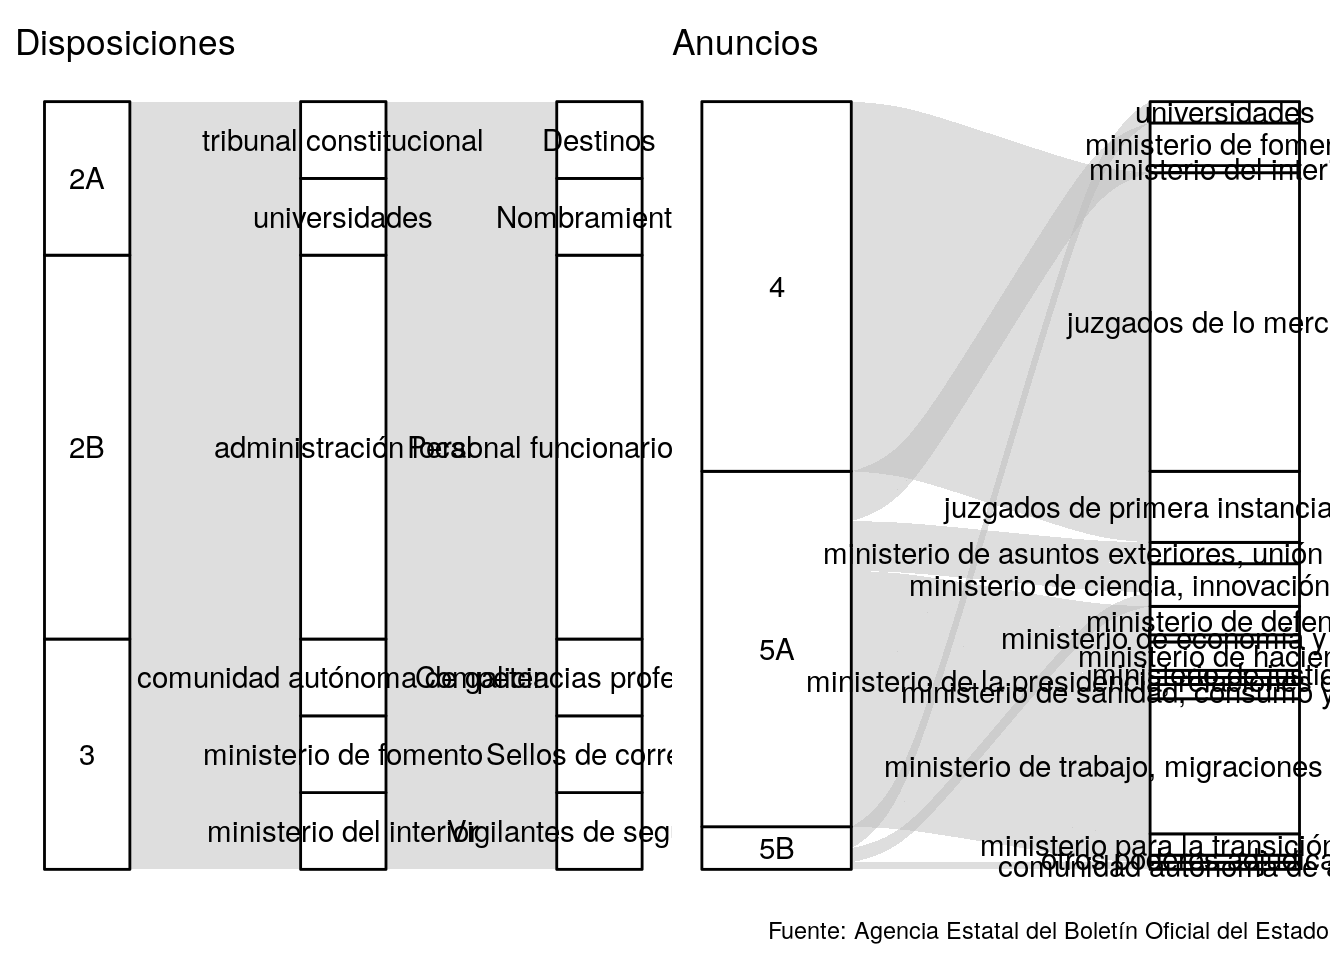 Disposiciones
2A
2B
3
tribunal constitucional
universidades
administración local
comunidad autónoma de galicia
ministerio de fomento
ministerio del interior
Destinos
Nombramient
Personal funcionario
Competencias profe
Sellos de corre
Vigilantes de seg
Anuncios
4
5A
5B
universidades
ministerio de fomen
ministerio del inter
juzgados de lo merc
juzgados de primera instancia
ministerio de asuntos exteriores, unión
ministerio de ciencia, innovación
ministerio de defen
ministerio de economía y
ministerio de hacien
ministerio de justic
ministerio de la presidencia, relaciones
ministerio de sanidad, consumo y
ministerio de trabajo, migraciones
ministerio para la transición
otros poderes adjudica
comunidad autónoma de
Fuente: Agencia Estatal del Boletín Oficial del Estado